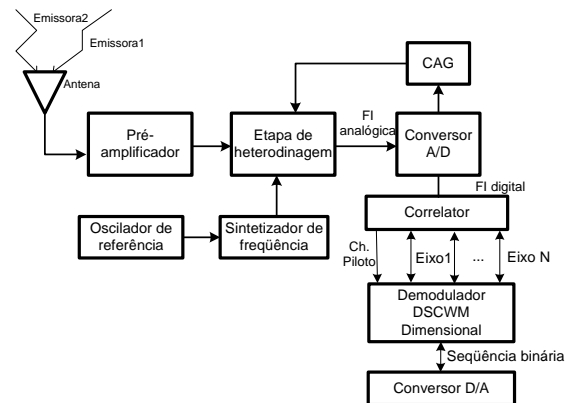 Emissora2
Emissora1
Antena
CAG
Pré-
amplificador
Etapa de
heterodinagem
FI
analógica
Conversor
A/D
FI digital
Oscilador de
referência
Sintetizador de
freqüência
Correlator
Ch.
Piloto
Eixo1
...
Eixo N
Demodulador
DSCWM
Dimensional
Seqüência binária
Conversor D/A